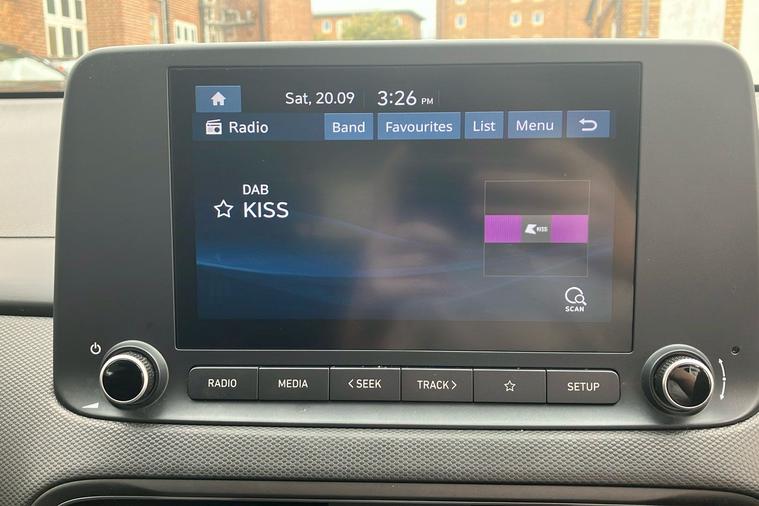 Sat, 20.09 3:26 PM
Radio Band Favourites List Menu
DAB
KISS
KISS
SCAN
RADIO MEDIA <SEEK TRACK> SETUP